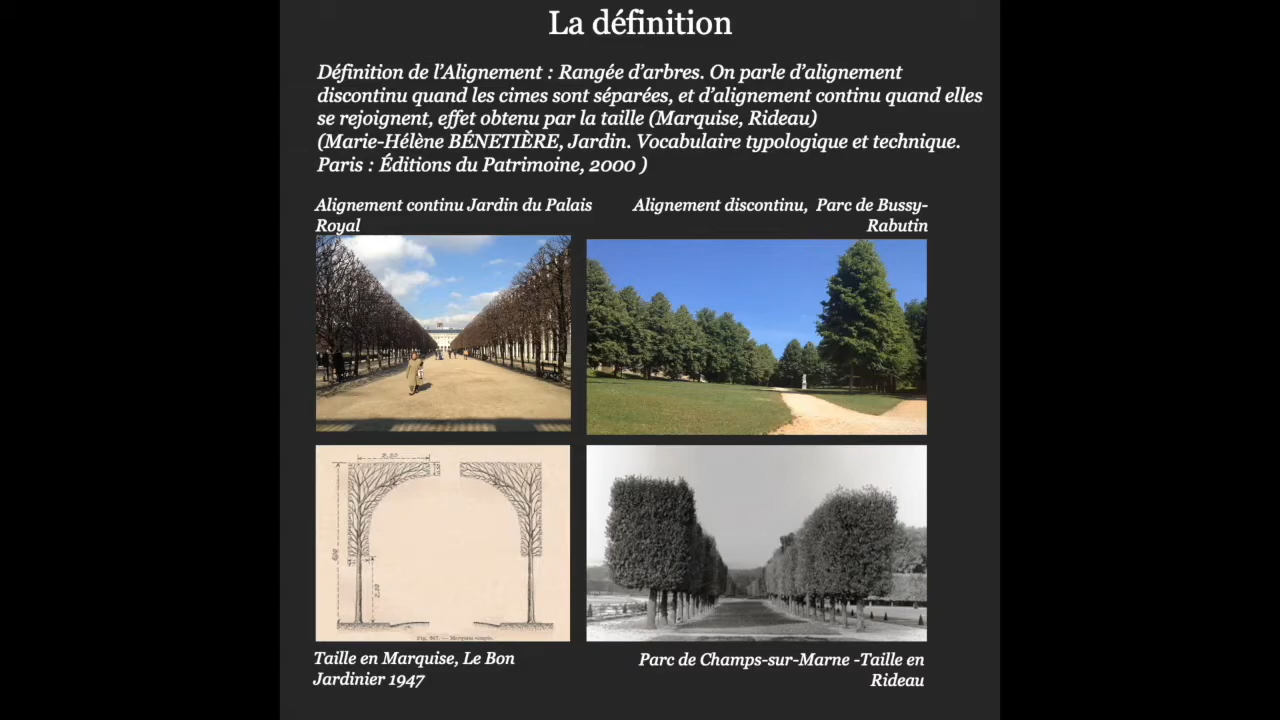 La définition
Définition de l’Alignement : Rangée d’arbres. On parle d’alignement
discontinu quand les cimes sont séparées, et d’alignement continu quand elles
se rejoignent, effet obtenu par la taille (Marquise, Rideau)
(Marie-Hélène BÉNETIÈRE, Jardin. Vocabulaire typologique et technique.
Paris : Éditions du Patrimoine, 2000 )
Alignement continu Jardin du Palais
Royal
Alignement discontinu,  Parc de Bussy-
Rabutin
Taille en Marquise, Le Bon
Jardinier 1947
Parc de Champs-sur-Marne -Taille en
Rideau